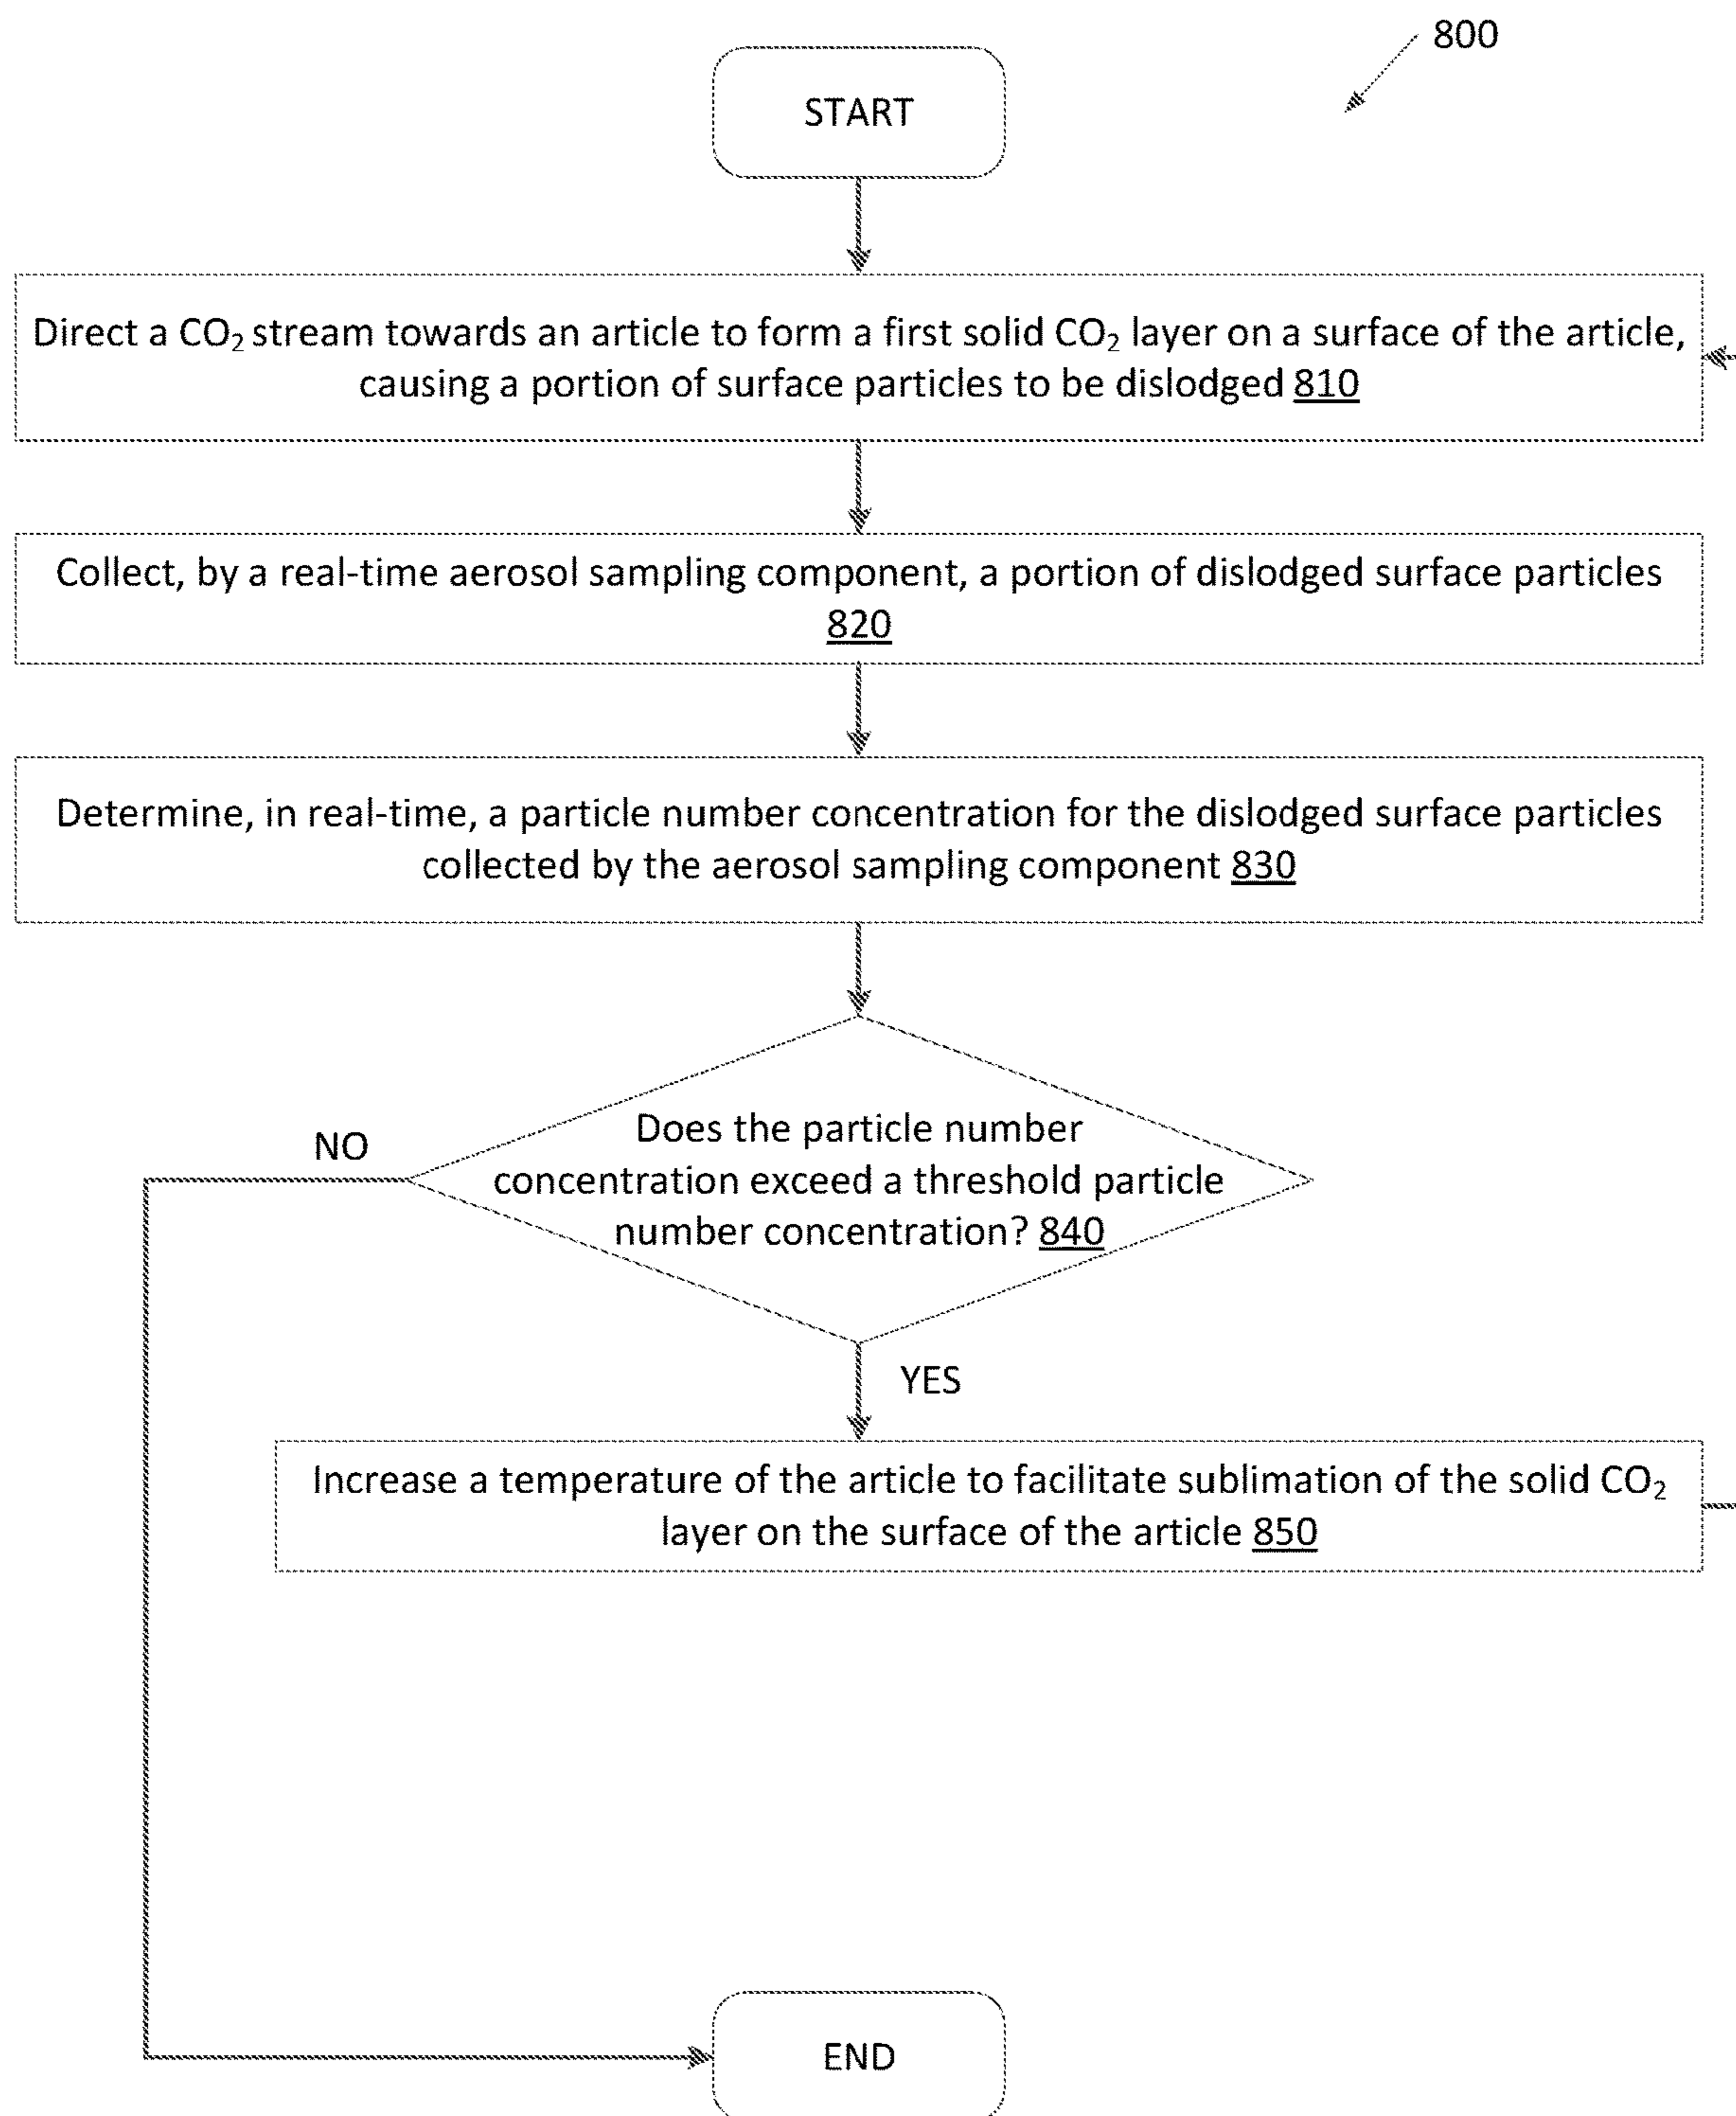 800
START
Direct a CO₂ stream towards an article to form a first solid CO₂ layer on a surface of the article,
causing a portion of surface particles to be dislodged 810
Collect, by a real-time aerosol sampling component, a portion of dislodged surface particles
820
Determine, in real-time, a particle number concentration for the dislodged surface particles
collected by the aerosol sampling component 830
NO
Does the particle number
concentration exceed a threshold particle
number concentration? 840
YES
Increase a temperature of the article to facilitate sublimation of the solid CO₂
layer on the surface of the article 850
END